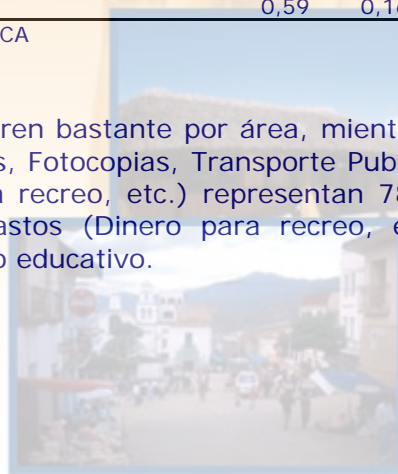 0,59 0,1
CA
ren bastante por área, mient
s, Fotocopias, Transporte Pub
recreo, etc.) representan 78
astos (Dinero para recreo, e
o educativo.